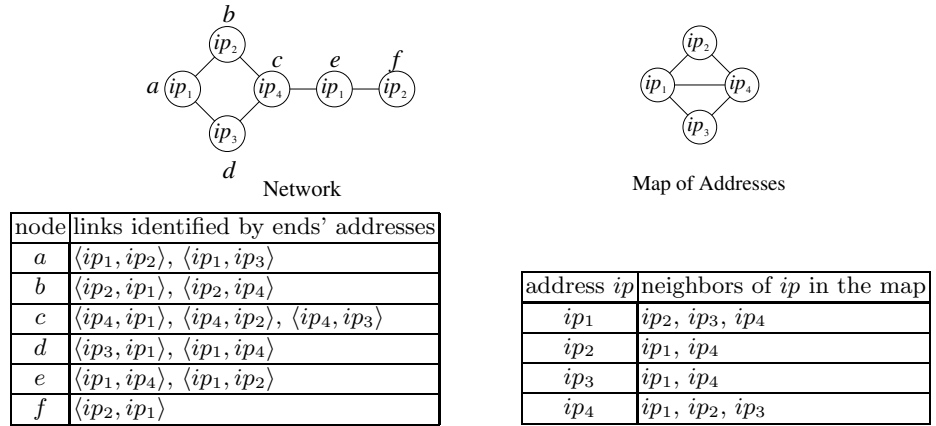 b
ip₂
c e f
a ip₁ ip₄ ip₁ ip₂
ip₃
d
Network
ip₂
ip₁ ip₄
ip₃
Map of Addresses
node links identified by ends' addresses
a ⟨ip₁, ip₂⟩, ⟨ip₁, ip₃⟩
b ⟨ip₂, ip₁⟩, ⟨ip₂, ip₄⟩
c ⟨ip₄, ip₁⟩, ⟨ip₄, ip₂⟩, ⟨ip₄, ip₃⟩
d ⟨ip₃, ip₁⟩, ⟨ip₁, ip₄⟩
e ⟨ip₁, ip₄⟩, ⟨ip₁, ip₂⟩
f ⟨ip₂, ip₁⟩
address ip neighbors of ip in the map
ip₁ ip₂, ip₃, ip₄
ip₂ ip₁, ip₄
ip₃ ip₁, ip₄
ip₄ ip₁, ip₂, ip₃